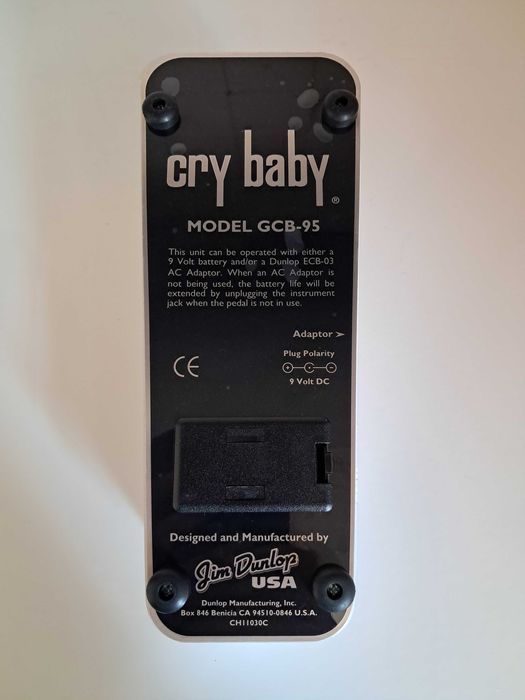 cry baby®
MODEL GCB-95
This unit can be operated with either a
9 Volt battery and/or a Dunlop ECB-03
AC Adaptor. When an AC Adaptor is
not being used, the battery life will be
extended by unplugging the instrument
jack when the pedal is not in use.
Adaptor ➤
Plug Polarity
9 Volt DC
CE
Designed and Manufactured by
Jim Dunlop
USA
Dunlop Manufacturing, Inc.
Box 846 Benicia CA 94510-0846 U.S.A.
CH11030C